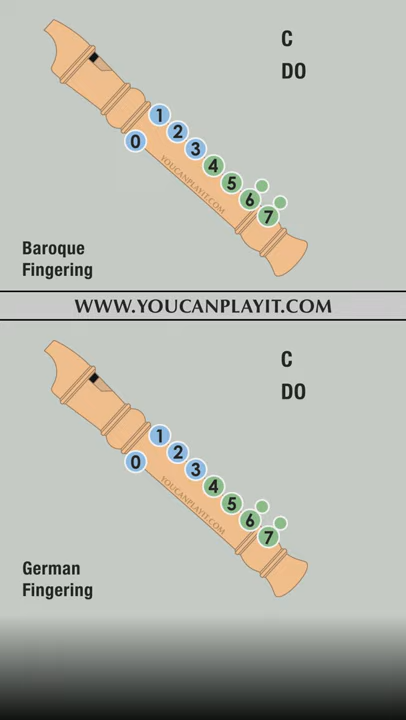 C
DO
1
2
0
3
4
5
6
7
YOUCANPLAYIT.COM
Baroque
Fingering
WWW.YOUCANPLAYIT.COM
C
DO
1
2
0
3
4
5
6
7
YOUCANPLAYIT.COM
German
Fingering